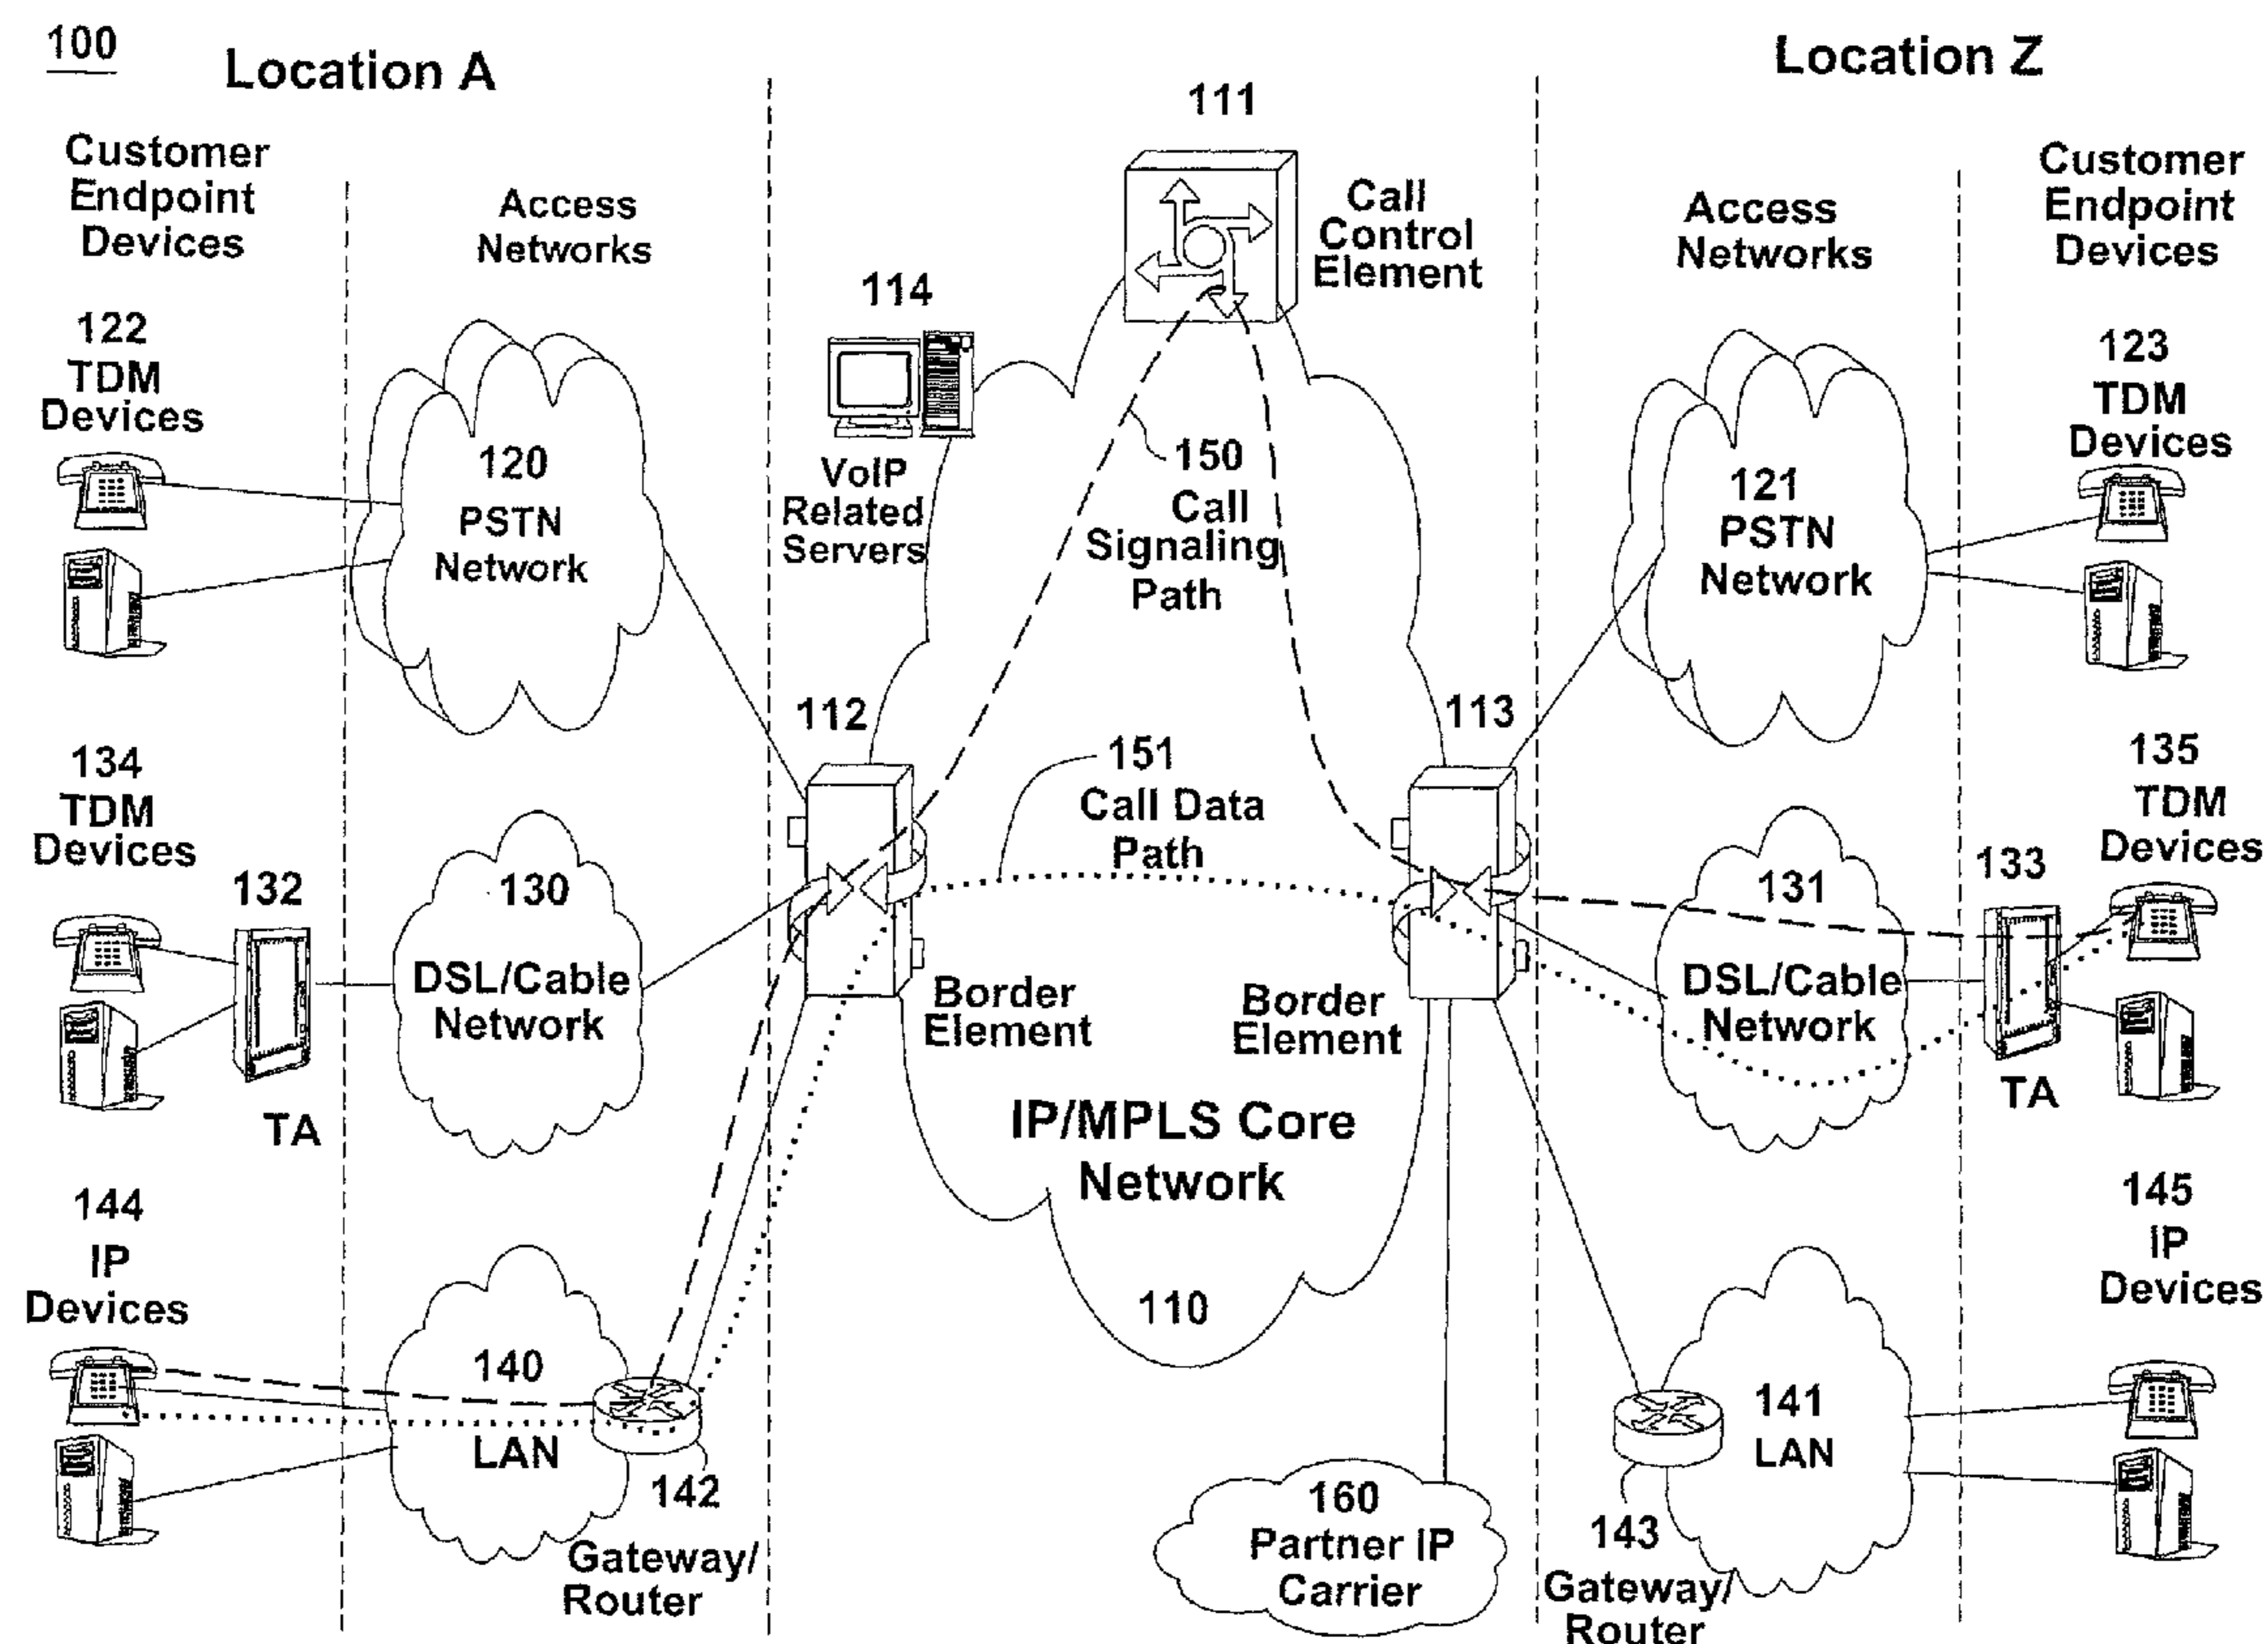 100
Location A
Location Z
Customer
Endpoint
Devices
Access
Networks
111
Call
Control
Element
Access
Networks
Customer
Endpoint
Devices
114
VoIP
Related
Servers
122
TDM
Devices
120
PSTN
Network
150
Call
Signaling
Path
121
PSTN
Network
123
TDM
Devices
112
113
151
Call Data
Path
134
TDM
Devices
132
TA
130
DSL/Cable
Network
Border
Element
Border
Element
131
DSL/Cable
Network
133
TA
135
TDM
Devices
IP/MPLS Core
Network
110
144
IP
Devices
140
LAN
142
Gateway/
Router
160
Partner IP
Carrier
143
Gateway/
Router
141
LAN
145
IP
Devices